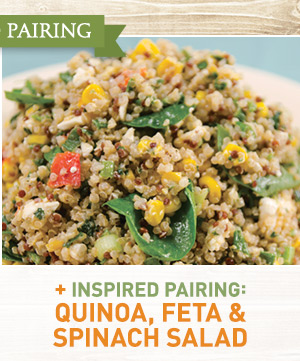 PAIRING
+ INSPIRED PAIRING:
QUINOA, FETA &
SPINACH SALAD